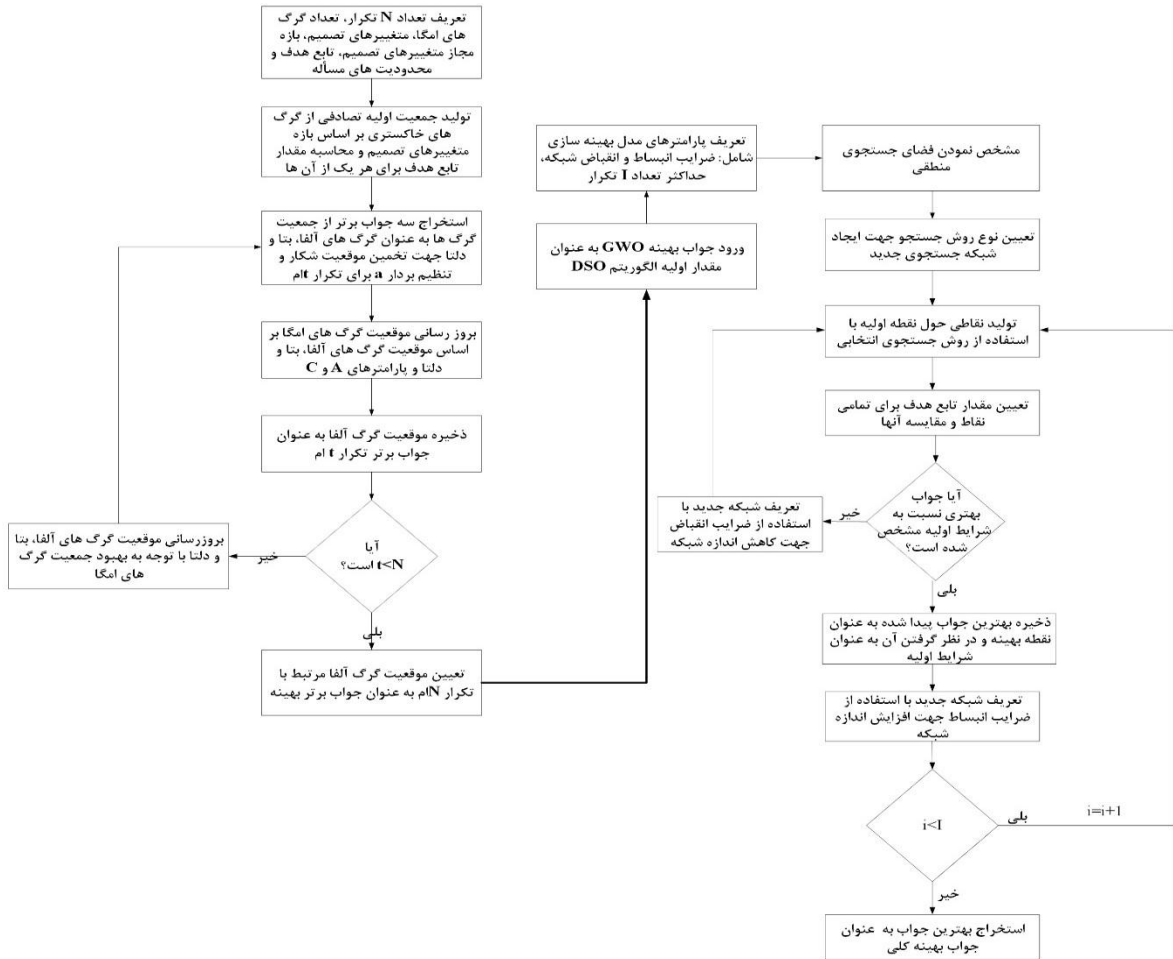 تعریف تعداد N تکرار، تعداد گرگ
های امگا، متغییرهای تصمیم، بازه
مجاز متغییرهای تصمیم، تابع هدف و
محدودیت های مسأله
تولید جمعیت اولیه تصادفی از گرگ
های خاکستری بر اساس بازه
متغییرهای تصمیم و محاسبه مقدار
تابع هدف برای هر یک از آن ها
استخراج سه جواب برتر از جمعیت
گرگ ها به عنوان گرگ های آلفا، بتا و
دلتا جهت تخمین موقعیت شکار و
تنظیم بردار a برای تکرار tام
بروز رسانی موقعیت گرگ های امگا بر
اساس موقعیت گرگ های آلفا، بتا و
دلتا و پارامترهای A و C
ذخیره موقعیت گرگ آلفا به عنوان
جواب برتر تکرار t ام
آیا
t<N است؟
خیر
بروزرسانی موقعیت گرگ های آلفا، بتا
و دلتا با توجه به بهبود جمعیت گرگ
های امگا
بلی
تعیین موقعیت گرگ آلفا مرتبط با
تکرار Nام به عنوان جواب برتر بهینه
ورود جواب بهینه GWO به عنوان
مقدار اولیه الگوریتم DSO
تعریف پارامترهای مدل بهینه سازی
شامل: ضرایب انبساط و انقباض شبکه،
حداکثر تعداد I تکرار
مشخص نمودن فضای جستجوی
منطقی
تعیین نوع روش جستجو جهت ایجاد
شبکه جستجوی جدید
تولید نقاطی حول نقطه اولیه با
استفاده از روش جستجوی انتخابی
تعیین مقدار تابع هدف برای تمامی
نقاط و مقایسه آنها
آیا جواب
بهتری نسبت به
شرایط اولیه مشخص
شده است؟
خیر
تعریف شبکه جدید با
استفاده از ضرایب انقباض
جهت کاهش اندازه شبکه
بلی
ذخیره بهترین جواب پیدا شده به عنوان
نقطه بهینه و در نظر گرفتن آن به عنوان
شرایط اولیه
تعریف شبکه جدید با استفاده از
ضرایب انبساط جهت افزایش اندازه
شبکه
i<I
بلی
i=i+1
خیر
استخراج بهترین جواب به عنوان
جواب بهینه کلی